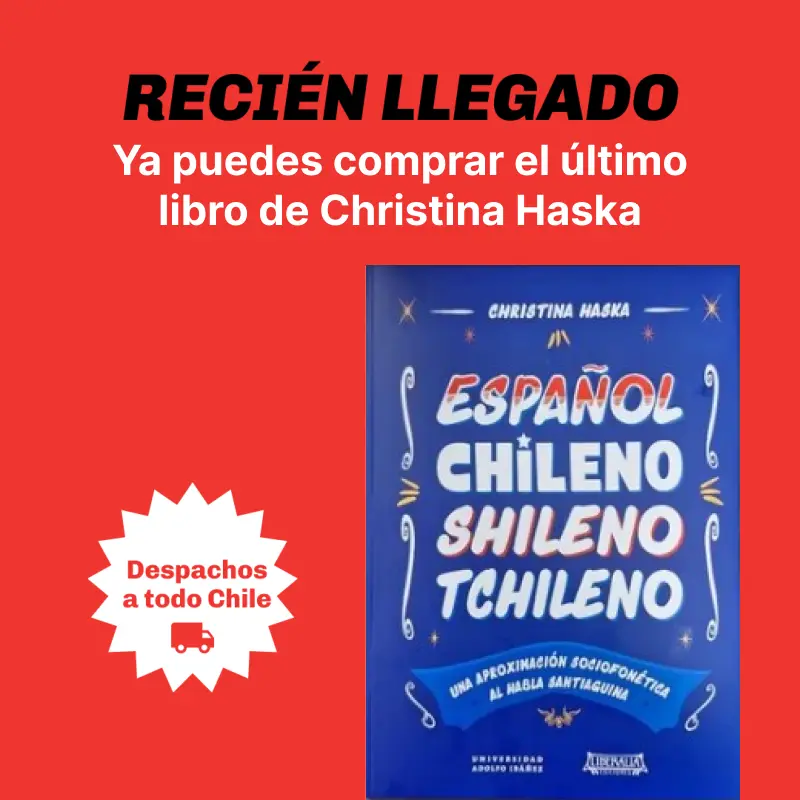 RECIÉN LLEGADO
Ya puedes comprar el último
libro de Christina Haska
CHRISTINA HASKA
ESPAÑOL
CHILENO
SHILENO
TCHILENO
UNA APROXIMACIÓN SOCIOFONÉTICA
AL HABLA SANTIAGUINA
UNIVERSIDAD
ADOLFO IBÁÑEZ
LIBERALIA
EDICIONES
Despachos
a todo Chile